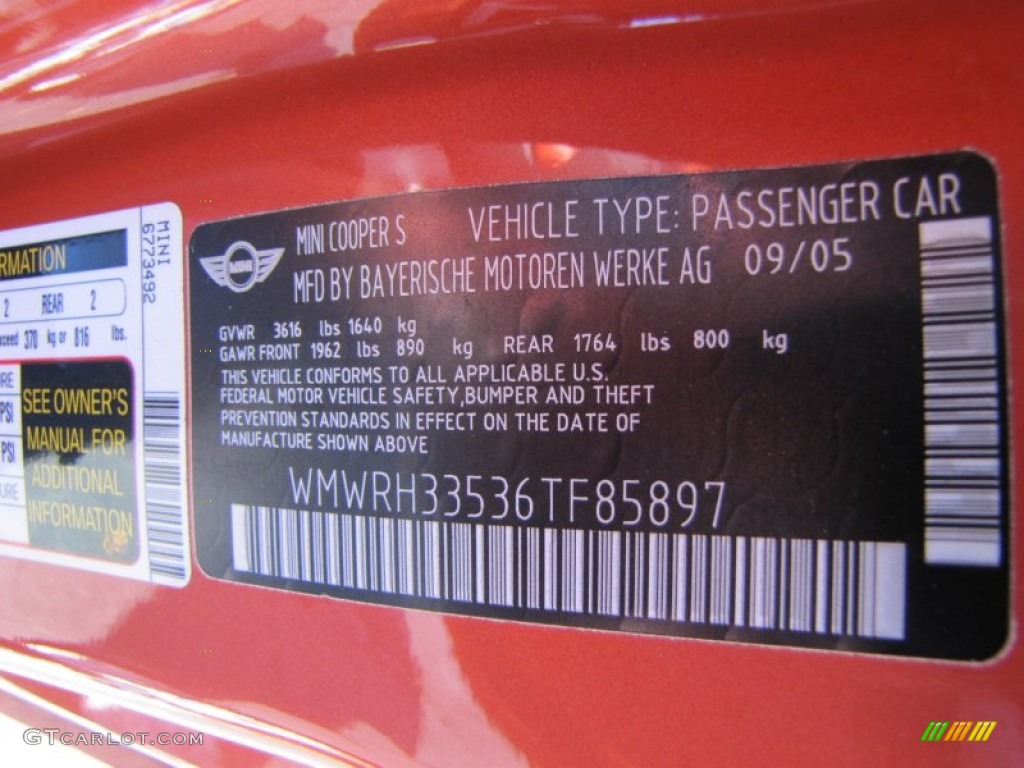 RMATION
2 REAR 2
xceed 370 kg or 816 lbs.
URE
PSI
PSI
SEE OWNER'S
MANUAL FOR
ADDITIONAL
INFORMATION
MINI
6773492
MINI
MINI COOPER S VEHICLE TYPE: PASSENGER CAR
MFD BY BAYERISCHE MOTOREN WERKE AG 09/05
GVWR 3616 lbs 1640 kg
GAWR FRONT 1962 lbs 890 kg REAR 1764 lbs 800 kg
THIS VEHICLE CONFORMS TO ALL APPLICABLE U.S.
FEDERAL MOTOR VEHICLE SAFETY,BUMPER AND THEFT
PREVENTION STANDARDS IN EFFECT ON THE DATE OF
MANUFACTURE SHOWN ABOVE
WMWRH33536TF85897
GTCARLOT.COM